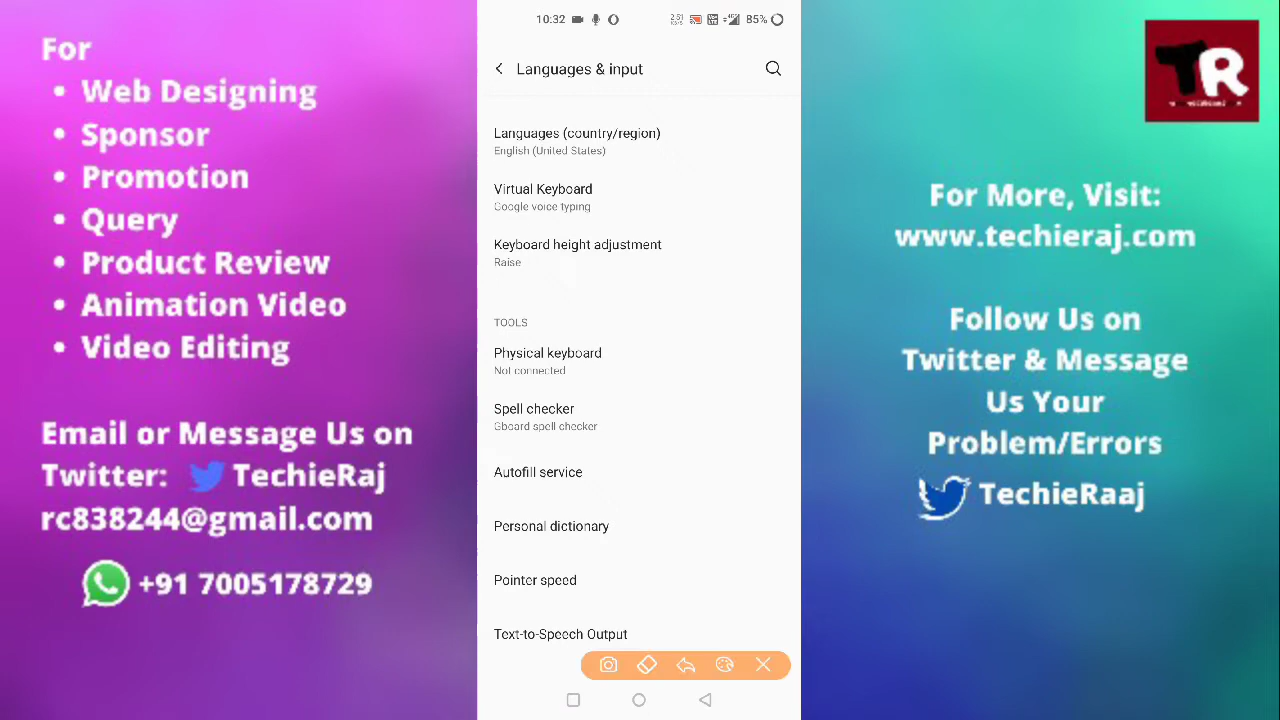 For
• Web Designing
• Sponsor
• Promotion
• Query
• Product Review
• Animation Video
• Video Editing
Email or Message Us on
Twitter: TechieRaj
rc838244@gmail.com
+91 7005178729
10:32
85%
Languages & input
Languages (country/region)
English (United States)
Virtual Keyboard
Google voice typing
Keyboard height adjustment
Raise
TOOLS
Physical keyboard
Not connected
Spell checker
Gboard spell checker
Autofill service
Personal dictionary
Pointer speed
Text-to-Speech Output
TR
For More, Visit:
www.techieraj.com
Follow Us on
Twitter & Message
Us Your
Problem/Errors
TechieRaaj